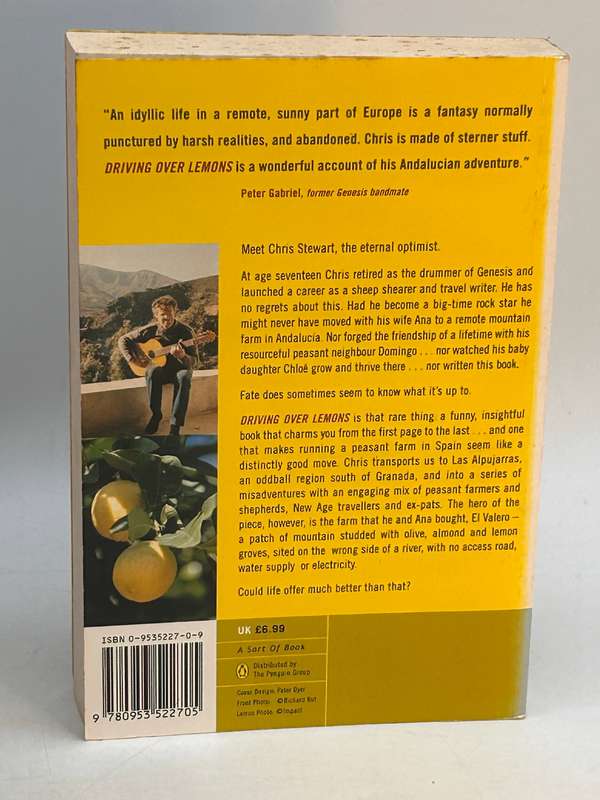 "An idyllic life in a remote, sunny part of Europe is a fantasy normally
punctured by harsh realities, and abandoned. Chris is made of sterner stuff.
DRIVING OVER LEMONS is a wonderful account of his Andalucian adventure."
Peter Gabriel, former Genesis bandmate
Meet Chris Stewart, the eternal optimist.
At age seventeen Chris retired as the drummer of Genesis and
launched a career as a sheep shearer and travel writer. He has
no regrets about this. Had he become a big-time rock star he
might never have moved with his wife Ana to a remote mountain
farm in Andalucía. Nor forged the friendship of a lifetime with his
resourceful peasant neighbour Domingo . . . nor watched his baby
daughter Chloë grow and thrive there . . . nor written this book.
Fate does sometimes seem to know what it's up to.
DRIVING OVER LEMONS is that rare thing: a funny, insightful
book that charms you from the first page to the last . . . and one
that makes running a peasant farm in Spain seem like a
distinctly good move. Chris transports us to Las Alpujarras,
an oddball region south of Granada, and into a series of
misadventures with an engaging mix of peasant farmers and
shepherds, New Age travellers and ex-pats. The hero of the
piece, however, is the farm that he and Ana bought, El Valero –
a patch of mountain studded with olive, almond and lemon
groves, sited on the wrong side of a river, with no access road,
water supply or electricity.
Could life offer much better than that?
ISBN 0-9535227-0-9
9 780953 522705
UK £6.99
A Sort Of Book
Distributed by
The Penguin Group
Cover Design: Peter Dyer
Front Photo: ©Richard
Lemon Photo: ©